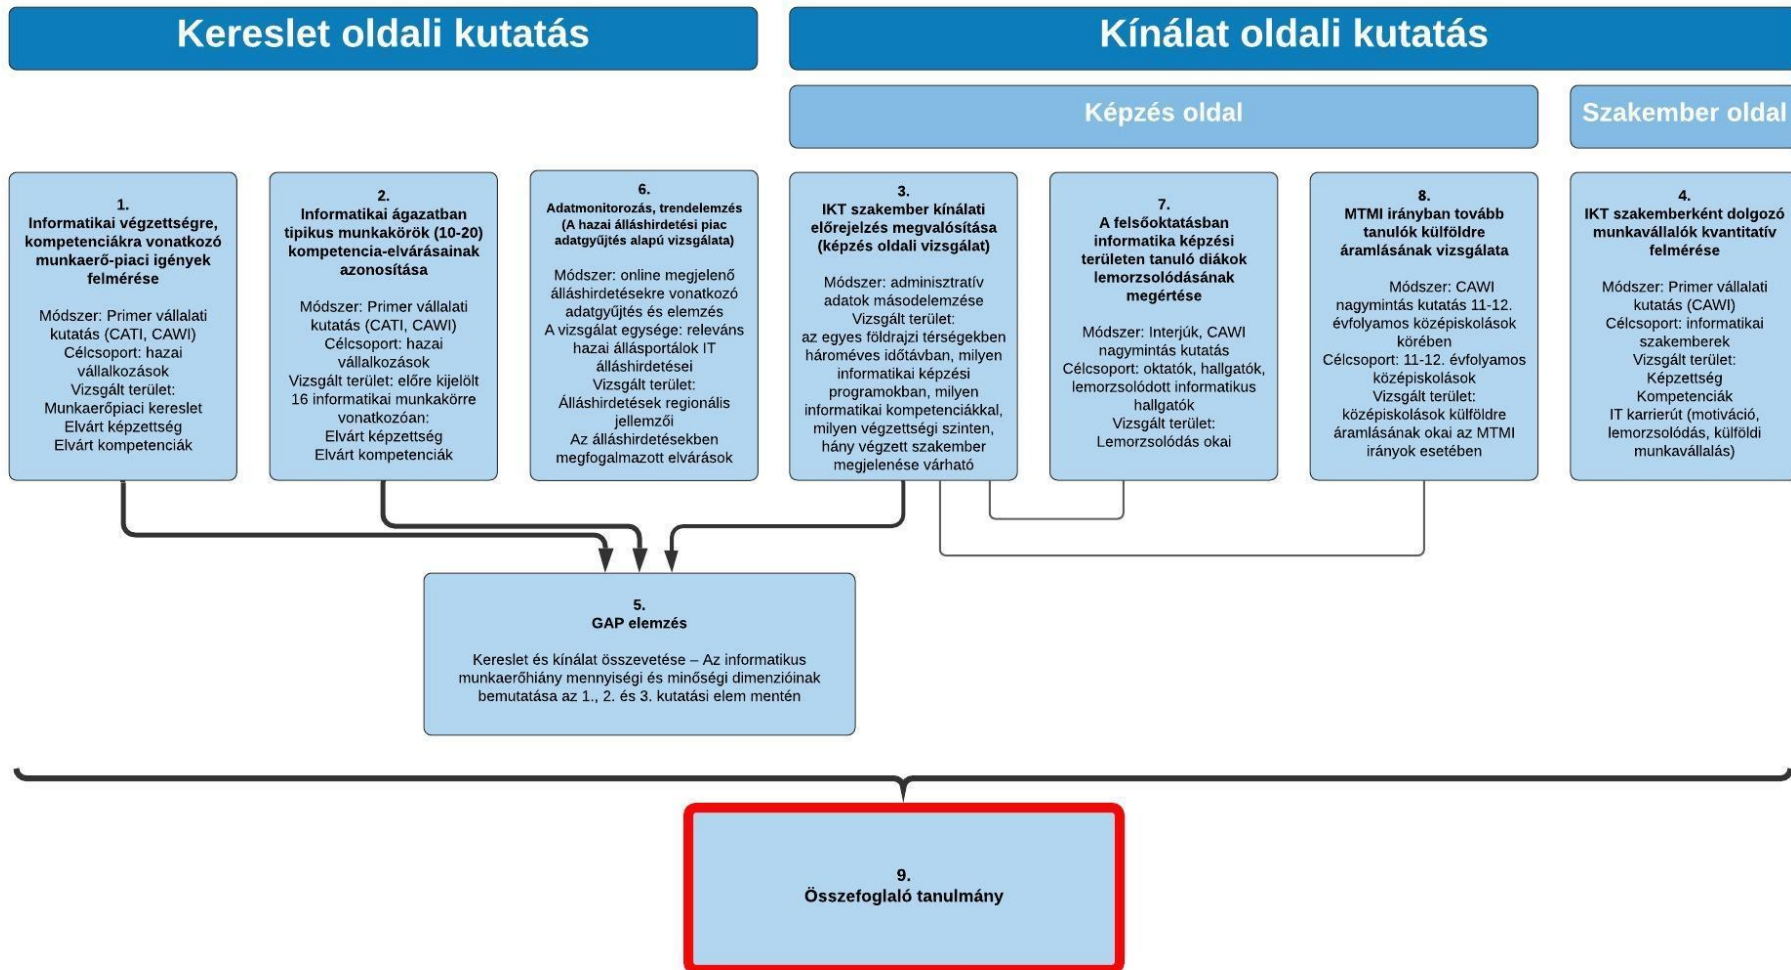 Kereslet oldali kutatás
Kínálat oldali kutatás
Képzés oldal
Szakember oldal
1.
Informatikai végzettségre,
kompetenciákra vonatkozó
munkaerő-piaci igények
felmérése
Módszer: Primer vállalati
kutatás (CATI, CAWI)
Célcsoport: hazai
vállalkozások
Vizsgált terület:
Munkaerőpiaci kereslet
Elvárt képzettség
Elvárt kompetenciák
2.
Informatikai ágazatban
tipikus munkakörök (10-20)
kompetencia-elvárásainak
azonosítása
Módszer: Primer vállalati
kutatás (CATI, CAWI)
Célcsoport: hazai
vállalkozások
Vizsgált terület: előre kijelölt
16 informatikai munkakörre
vonatkozóan:
Elvárt képzettség
Elvárt kompetenciák
6.
Adatmonitorozás, trendelemzés
(A hazai álláshirdetési piac
adatgyűjtés alapú vizsgálata)
Módszer: online megjelenő
álláshirdetésekre vonatkozó
adatgyűjtés és elemzés
A vizsgálat egysége: releváns
hazai állásportálok IT
álláshirdetései
Vizsgált terület:
Álláshirdetések regionális
jellemzői
Az álláshirdetésekben
megfogalmazott elvárások
3.
IKT szakember kínálati
előrejelzés megvalósítása
(képzés oldali vizsgálat)
Módszer: adminisztratív
adatok másodelemzése
Vizsgált terület:
az egyes földrajzi térségekben
hároméves időtávban, milyen
informatikai képzési
programokban, milyen
informatikai kompetenciákkal,
milyen végzettségi szinten,
hány végzett szakember
megjelenése várható
7.
A felsőoktatásban
informatika képzési
területen tanuló diákok
lemorzsolódásának
megértése
Módszer: Interjúk, CAWI
nagymintás kutatás
Célcsoport: oktatók, hallgatók,
lemorzsolódott informatikus
hallgatók
Vizsgált terület:
Lemorzsolódás okai
8.
MTMI irányban tovább
tanulók külföldre
áramlásának vizsgálata
Módszer: CAWI
nagymintás kutatás 11-12.
évfolyamos középiskolások
körében
Célcsoport: 11-12. évfolyamos
középiskolások
Vizsgált terület:
középiskolások külföldre
áramlásának okai az MTMI
irányok esetében
4.
IKT szakemberként dolgozó
munkavállalók kvantitatív
felmérése
Módszer: Primer vállalati
kutatás (CAWI)
Célcsoport: informatikai
szakemberek
Vizsgált terület:
Képzettség
Kompetenciák
IT karrierút (motiváció,
lemorzsolódás, külföldi
munkavállalás)
5.
GAP elemzés
Kereslet és kínálat összevetése – Az informatikus
munkaerőhiány mennyiségi és minőségi dimenzióinak
bemutatása az 1., 2. és 3. kutatási elem mentén
9.
Összefoglaló tanulmány